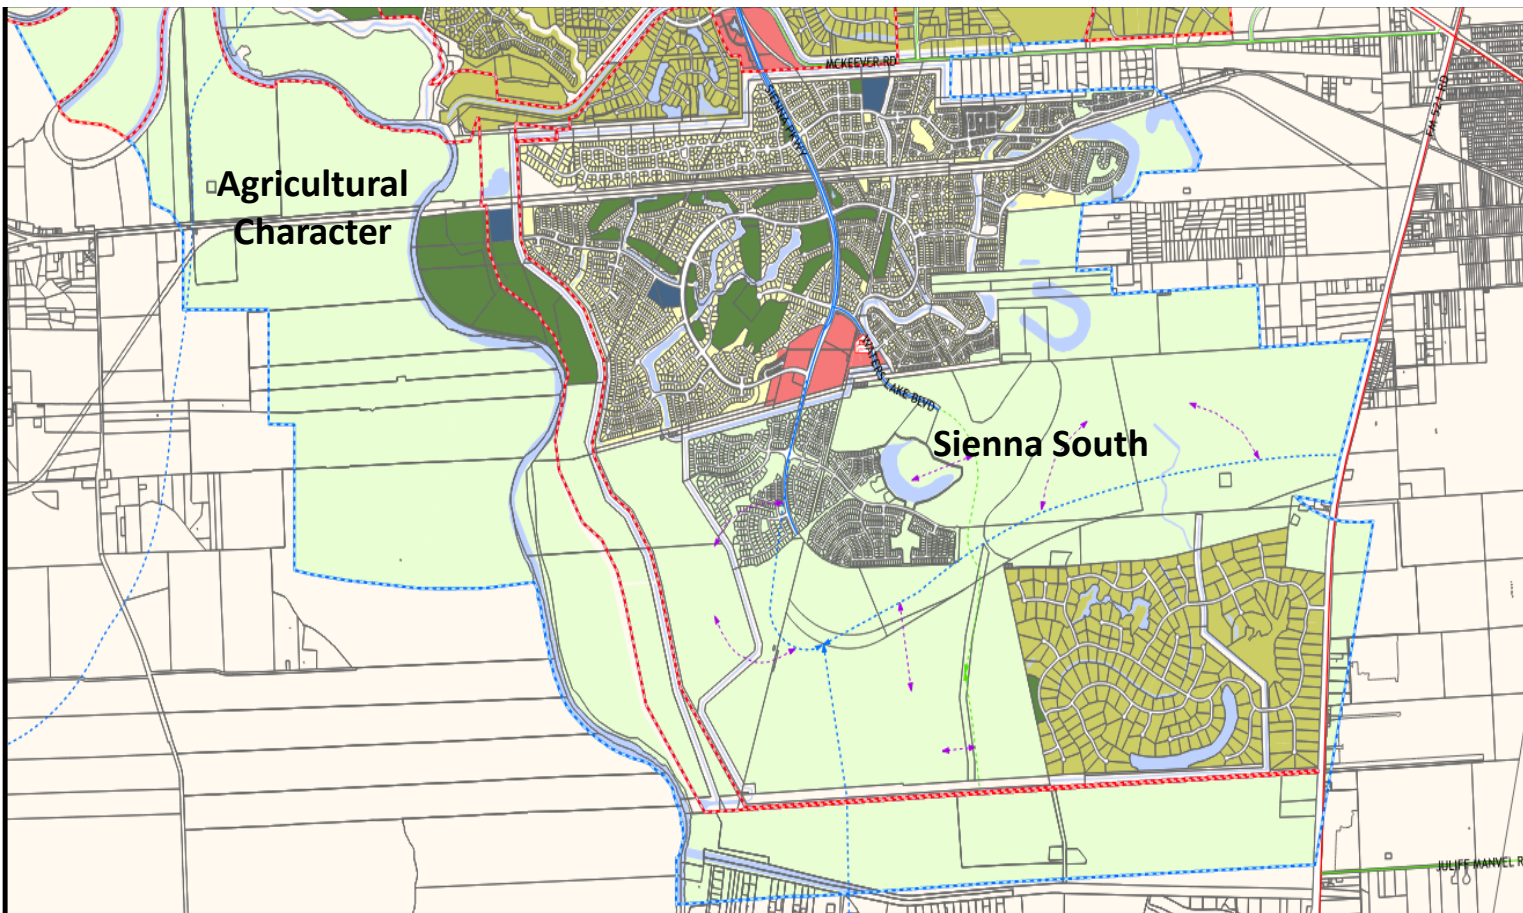 MCKEEVER RD
SIENNA PKWY
FM 521 RD
Agricultural
Character
WATERS LAKE BLVD
Sienna South
JULIFF MANVEL R